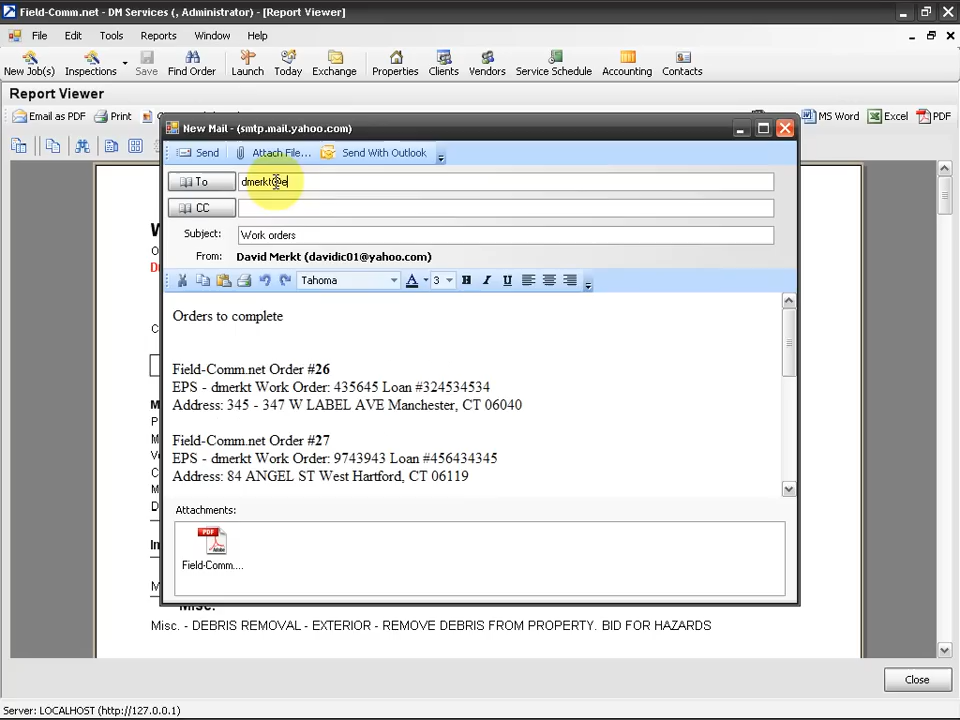 Field-Comm.net - DM Services (, Administrator) - [Report Viewer]
File Edit Tools Reports Window Help
New Job(s) Inspections Save Find Order Launch Today Exchange Properties Clients Vendors Service Schedule Accounting Contacts
Report Viewer
Email as PDF Print MS Word Excel PDF
New Mail - (smtp.mail.yahoo.com)
Send Attach File... Send With Outlook
To dmerkt@e
CC
Subject: Work orders
From: David Merkt (davidic01@yahoo.com)
Tahoma A 3 B I U
Orders to complete
Field-Comm.net Order #26
EPS - dmerkt Work Order: 435645 Loan #324534534
Address: 345 - 347 W LABEL AVE Manchester, CT 06040
Field-Comm.net Order #27
EPS - dmerkt Work Order: 9743943 Loan #456434345
Address: 84 ANGEL ST West Hartford, CT 06119
Attachments:
PDF
Adobe
Field-Comm....
Misc.
Misc. - DEBRIS REMOVAL - EXTERIOR - REMOVE DEBRIS FROM PROPERTY. BID FOR HAZARDS
Close
Server: LOCALHOST (http://127.0.0.1)